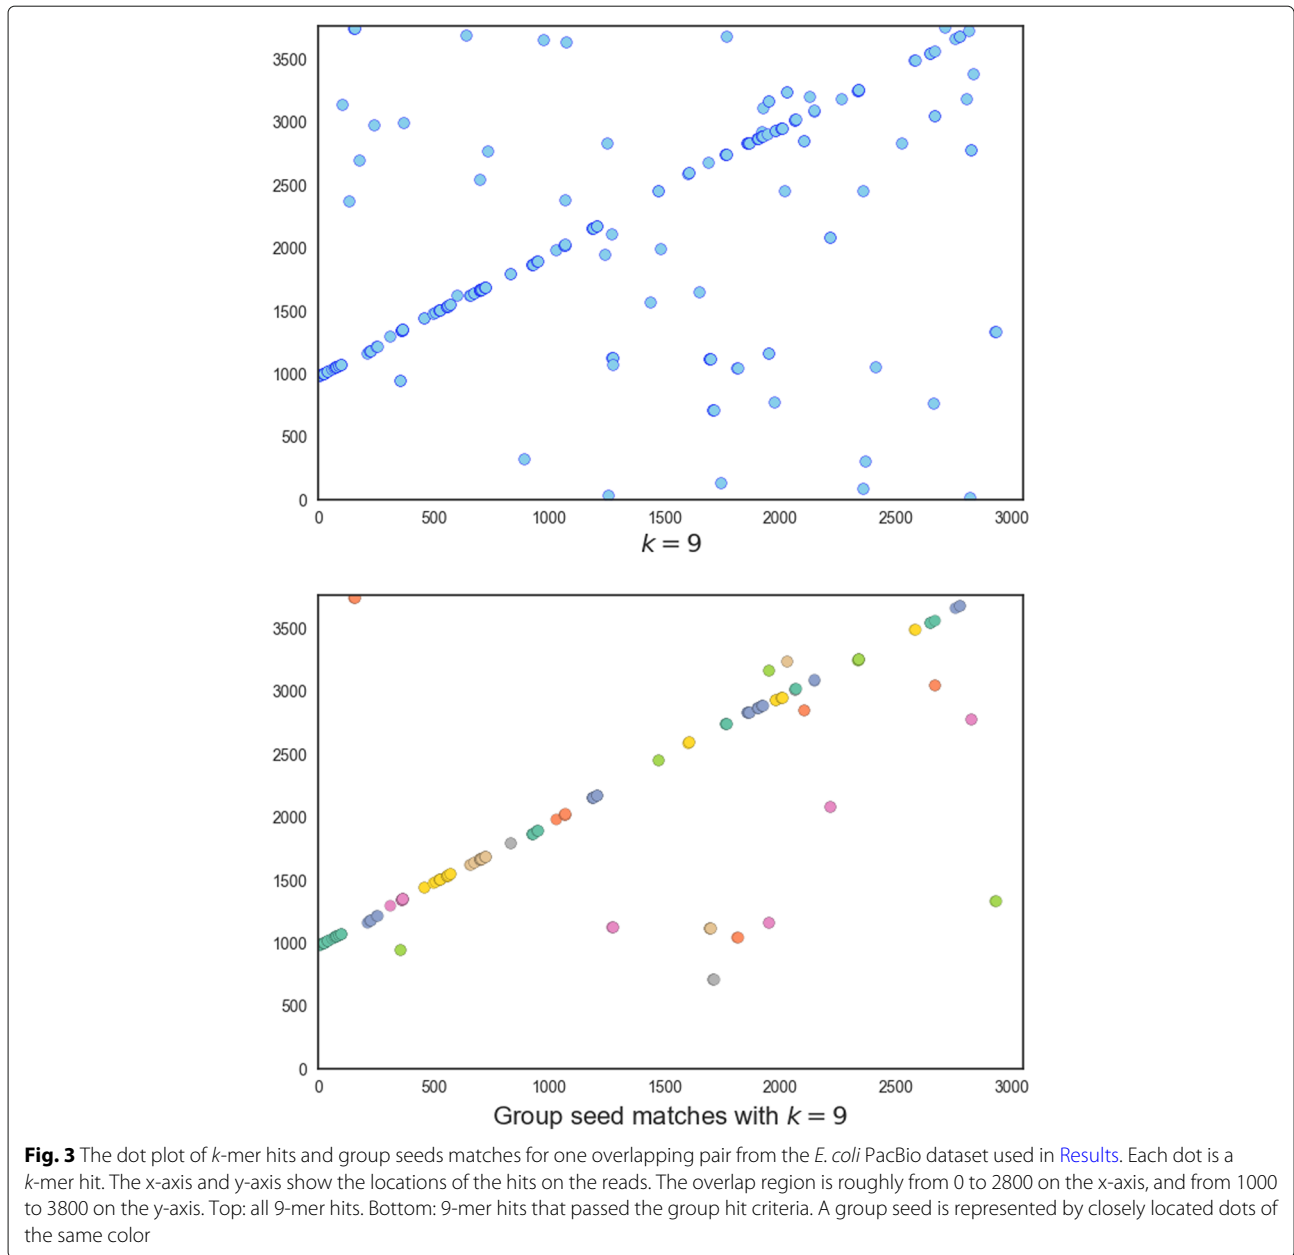 3500
3000
2500
2000
1500
1000
500
0
0 500 1000 1500 2000 2500 3000
k = 9
3500
3000
2500
2000
1500
1000
500
0
0 500 1000 1500 2000 2500 3000
Group seed matches with k = 9
Fig. 3 The dot plot of k-mer hits and group seeds matches for one overlapping pair from the E. coli PacBio dataset used in Results. Each dot is a
k-mer hit. The x-axis and y-axis show the locations of the hits on the reads. The overlap region is roughly from 0 to 2800 on the x-axis, and from 1000
to 3800 on the y-axis. Top: all 9-mer hits. Bottom: 9-mer hits that passed the group hit criteria. A group seed is represented by closely located dots of
the same color